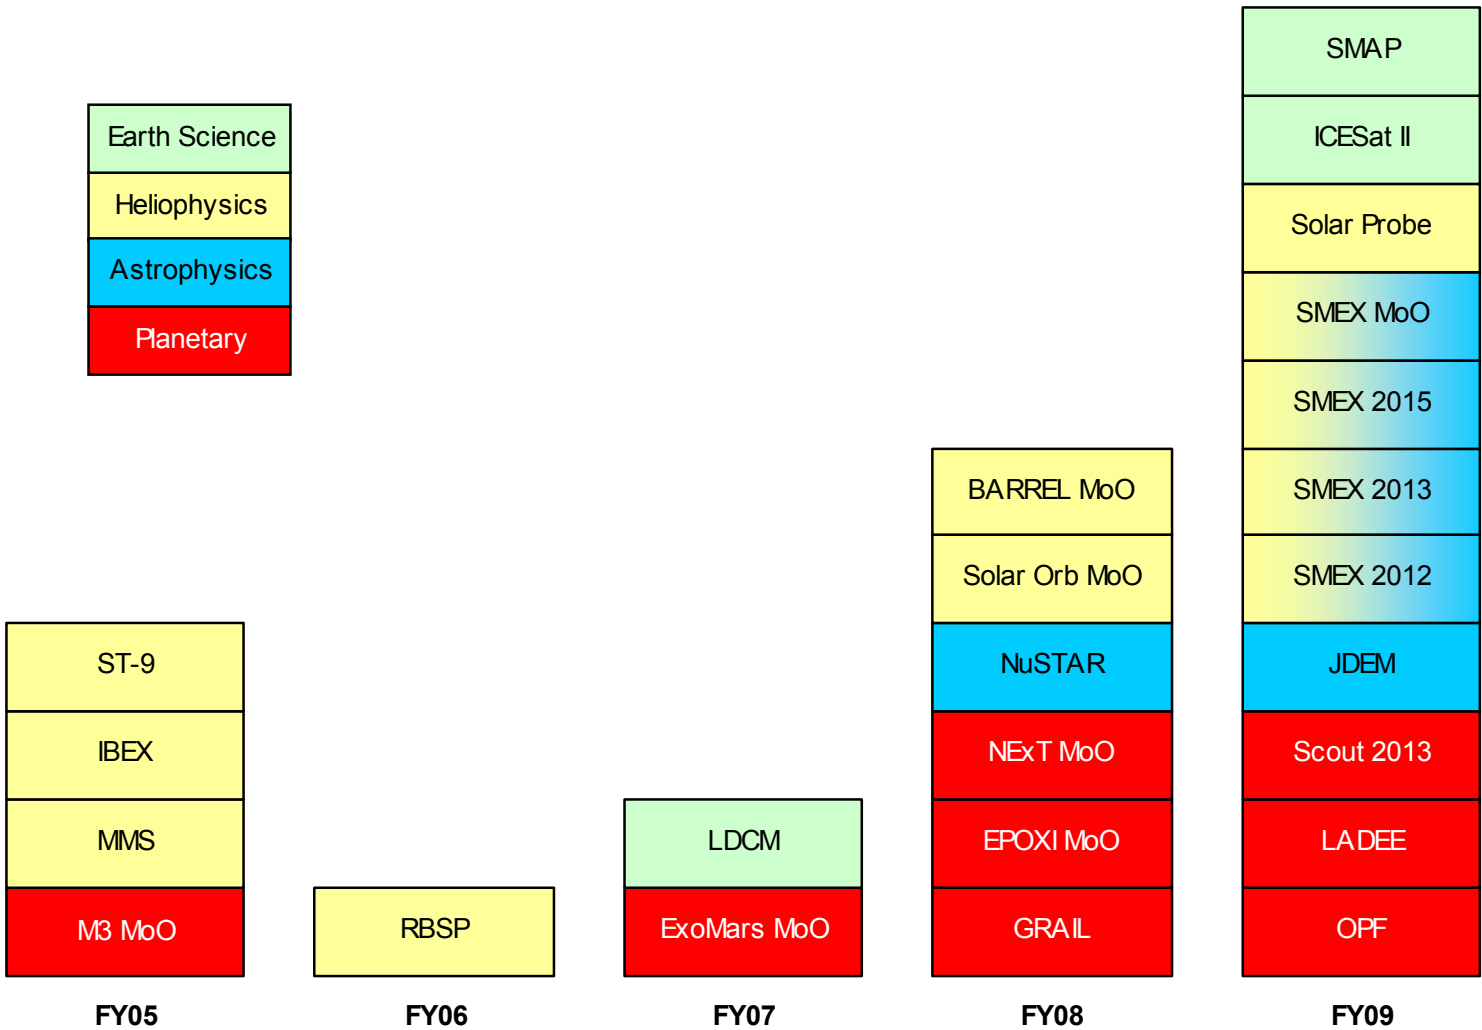 Earth Science
Heliophysics
Astrophysics
Planetary
ST-9
IBEX
MMS
M3 MoO
FY05
RBSP
FY06
LDCM
ExoMars MoO
FY07
BARREL MoO
Solar Orb MoO
NuSTAR
NExT MoO
EPOXI MoO
GRAIL
FY08
SMAP
ICESat II
Solar Probe
SMEX MoO
SMEX 2015
SMEX 2013
SMEX 2012
JDEM
Scout 2013
LADEE
OPF
FY09